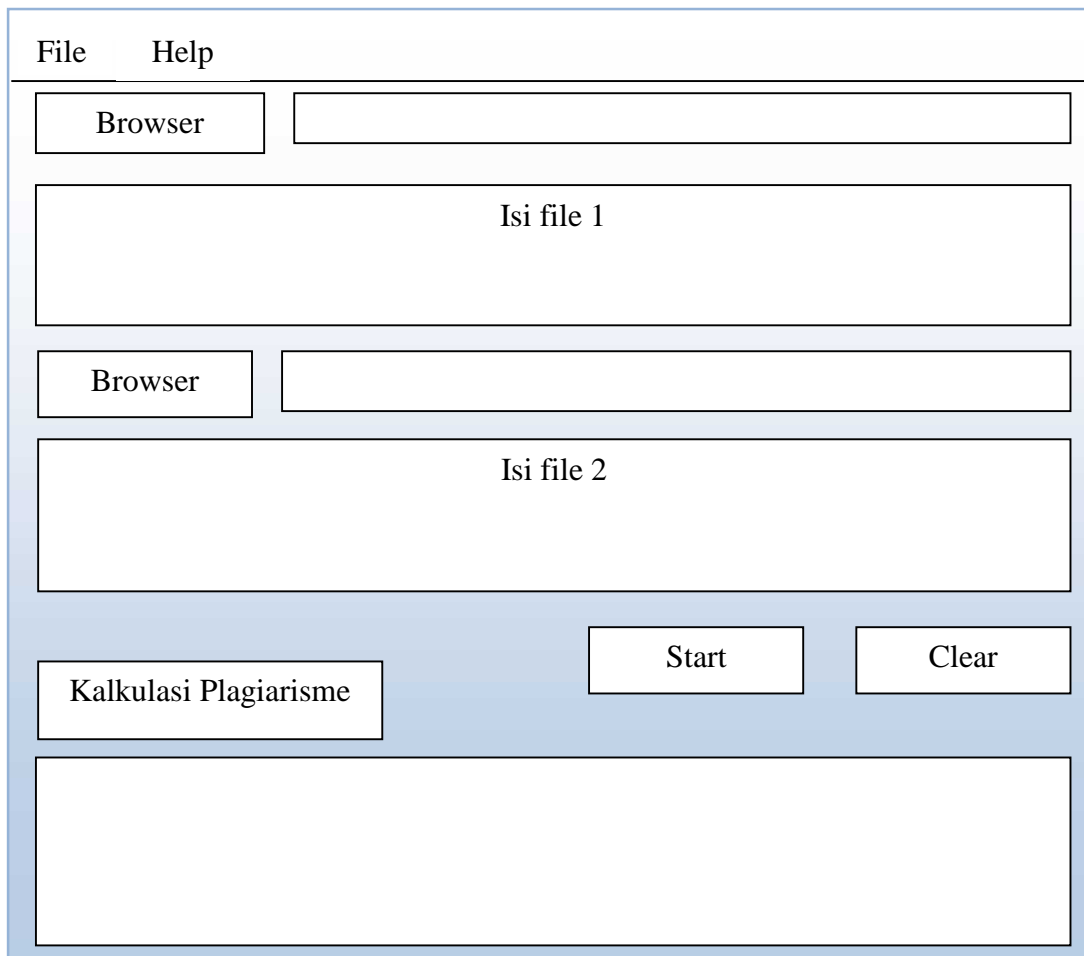 File Help
Browser
Isi file 1
Browser
Isi file 2
Start Clear
Kalkulasi Plagiarisme